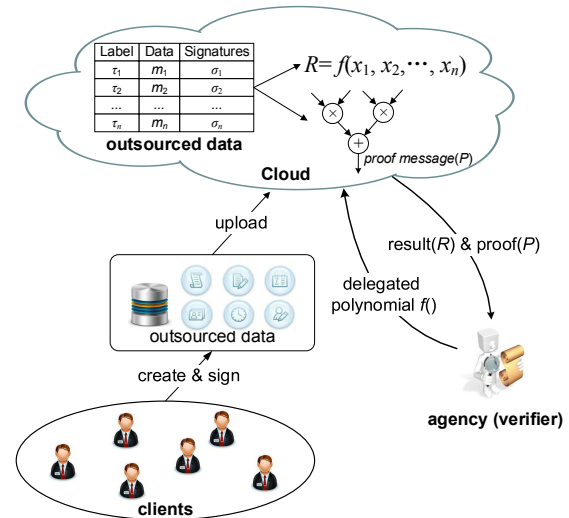 Label Data Signatures
τ1 m1 σ1
τ2 m2 σ2
... ... ...
τn mn σn
outsourced data
R= f(x1, x2,···, xn)
× ×
+
proof message(P)
Cloud
upload
result(R) & proof(P)
delegated
polynomial f()
outsourced data
create & sign
agency (verifier)
clients